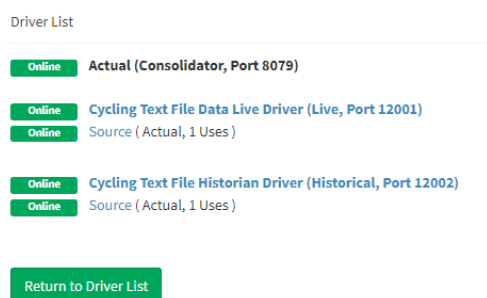 Driver List
Online Actual (Consolidator, Port 8079)
Online Cycling Text File Data Live Driver (Live, Port 12001)
Online Source ( Actual, 1 Uses )
Online Cycling Text File Historian Driver (Historical, Port 12002)
Online Source ( Actual, 1 Uses )
Return to Driver List